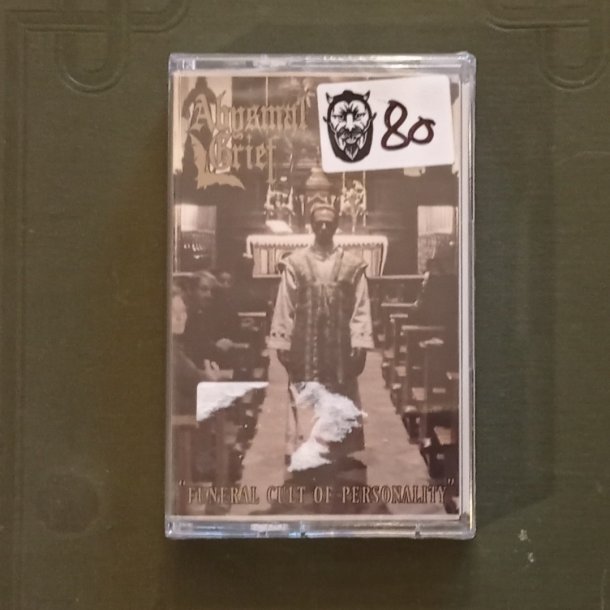 Abysmal
Grief
80
"FUNERAL CULT OF PERSONALITY"